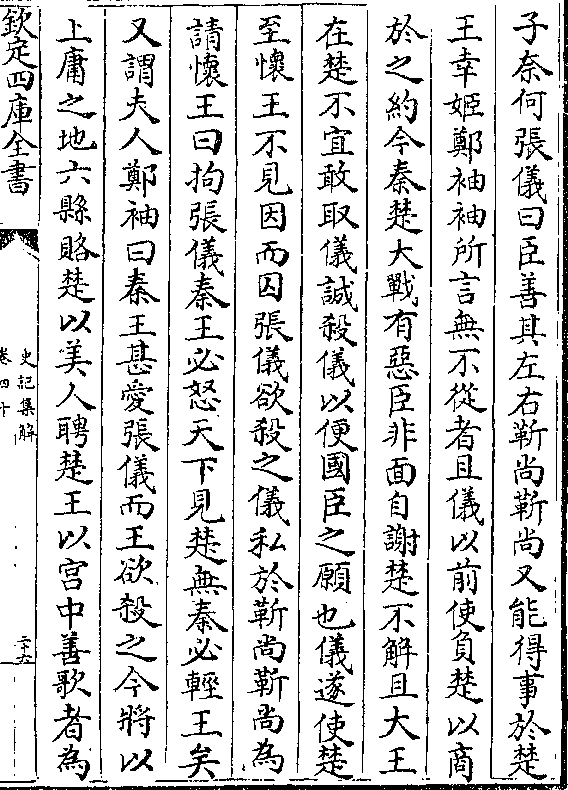 子奈何張儀曰臣善其左右靳尚靳尚又能得事於楚
王幸姬鄭袖袖所言無不從者且儀以前使負楚以商
於之約今秦楚大戰有惡臣非面自謝楚不解且大王
在楚不宜敢取儀誠殺儀以便國臣之願也儀遂使楚
至懷王不見因而囚張儀欲殺之儀私於靳尚靳尚為
請懷王曰拘張儀秦王必怒天下見楚無秦必輕王矣
又謂夫人鄭袖曰秦王甚愛張儀而王欲殺之今將以
上庸之地六縣賂楚以美人聘楚王以宫中善歌者為
欽定四庫全書
史記集解
卷四十
二十六